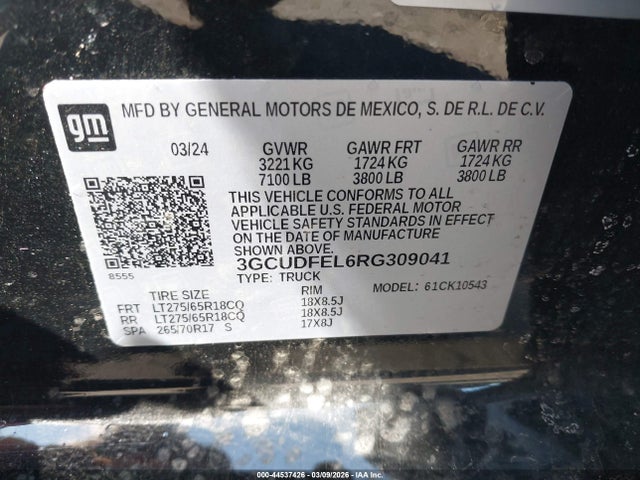 gm
MFD BY GENERAL MOTORS DE MEXICO, S. DE R.L. DE C.V.
03/24 GVWR GAWR FRT GAWR RR
3221 KG 1724 KG 1724 KG
7100 LB 3800 LB 3800 LB
THIS VEHICLE CONFORMS TO ALL
APPLICABLE U.S. FEDERAL MOTOR
VEHICLE SAFETY STANDARDS IN EFFECT
ON THE DATE OF MANUFACTURE
SHOWN ABOVE.
3GCUDFEL6RG309041
8555
TYPE: TRUCK MODEL: 61CK10543
TIRE SIZE RIM
FRT LT275/65R18CQ 18X8.5J
RR LT275/65R18CQ 18X8.5J
SPA 265/70R17 S 17X8J
000-44537426 - 03/09/2026 - IAAI.COM